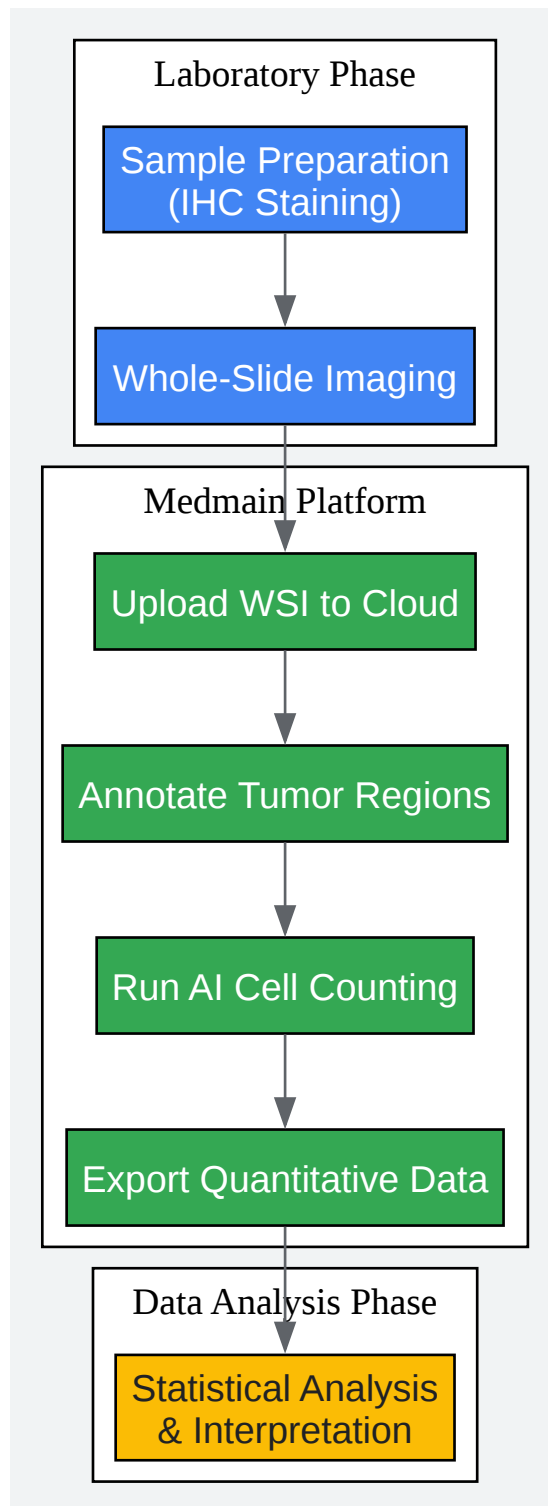 Laboratory Phase
Sample Preparation
(IHC Staining)
Whole-Slide Imaging
Medmain Platform
Upload WSI to Cloud
Annotate Tumor Regions
Run AI Cell Counting
Export Quantitative Data
Data Analysis Phase
Statistical Analysis
& Interpretation